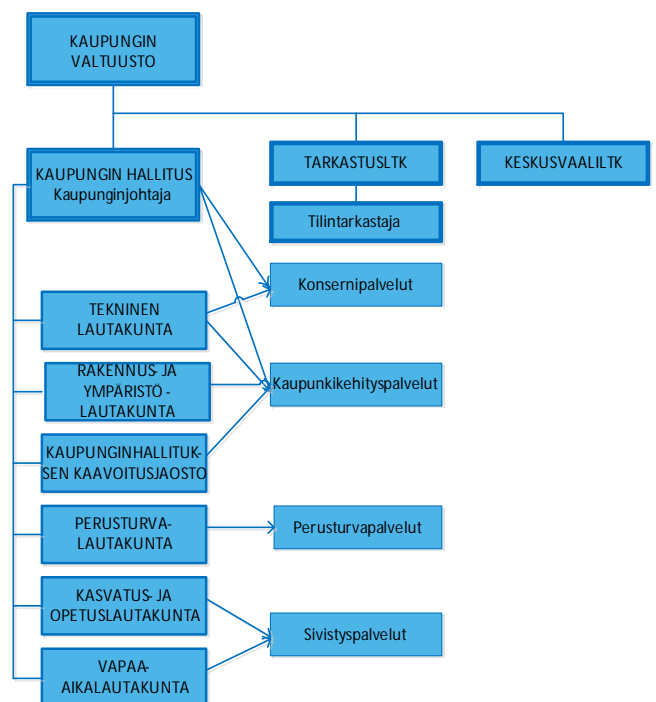 KAUPUNGIN
VALTUUSTO
KAUPUNGIN HALLITUS
Kaupunginjohtaja
TARKASTUSLTK
KESKUSVAALILTK
Tilintarkastaja
Konsernipalvelut
TEKNINEN
LAUTAKUNTA
RAKENNUS- JA
YMPÄRISTÖ -
LAUTAKUNTA
Kaupunkikehityspalvelut
KAUPUNGINHALLITUK-
SEN KAAVOITUSJAOSTO
PERUSTURVA-
LAUTAKUNTA
Perusturvapalvelut
KASVATUS- JA
OPETUSLAUTAKUNTA
Sivistyspalvelut
VAPAA-
AIKALAUTAKUNTA